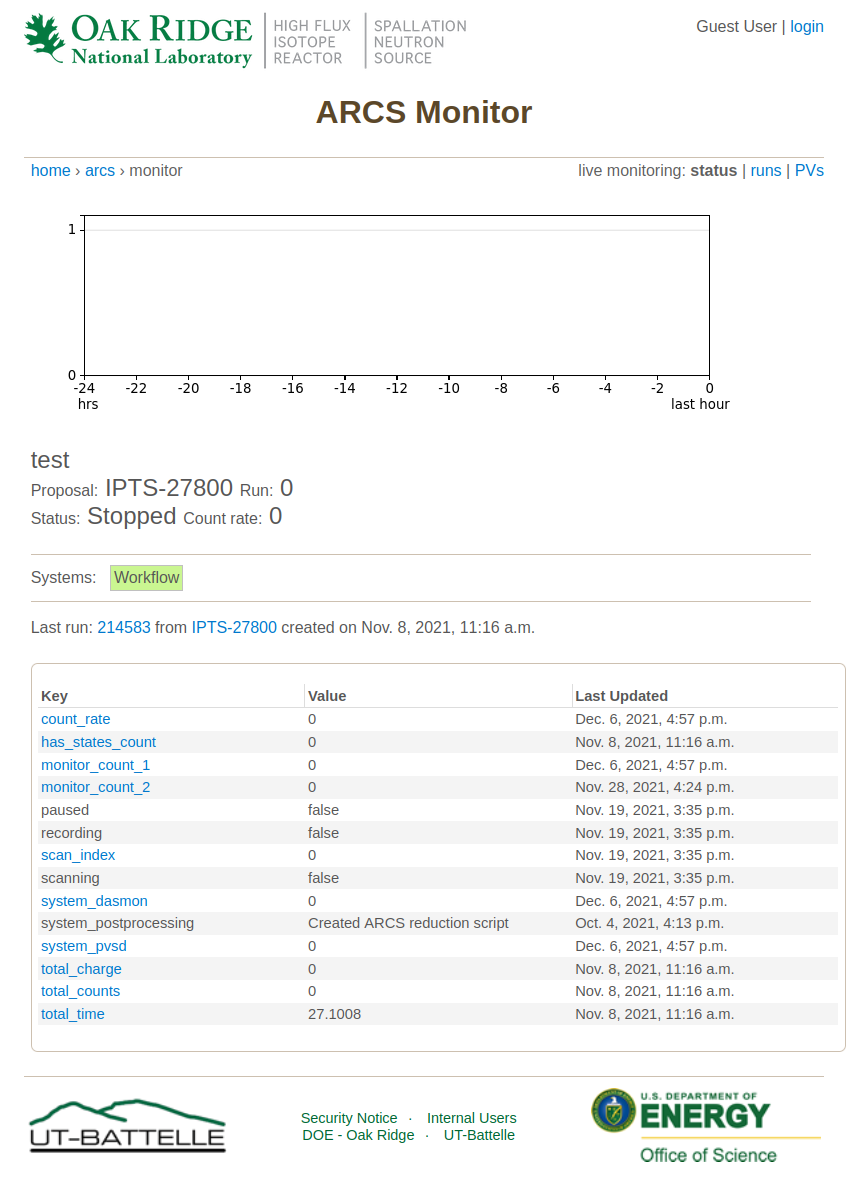 OAK RIDGE National Laboratory
HIGH FLUX ISOTOPE REACTOR
SPALLATION NEUTRON SOURCE
Guest User | login
ARCS Monitor
home › arcs › monitor
live monitoring: status | runs | PVs
1
0
-24 -22 -20 -18 -16 -14 -12 -10 -8 -6 -4 -2 0
hrs last hour
test
Proposal: IPTS-27800 Run: 0
Status: Stopped Count rate: 0
Systems: Workflow
Last run: 214583 from IPTS-27800 created on Nov. 8, 2021, 11:16 a.m.
Key Value Last Updated
count_rate 0 Dec. 6, 2021, 4:57 p.m.
has_states_count 0 Nov. 8, 2021, 11:16 a.m.
monitor_count_1 0 Dec. 6, 2021, 4:57 p.m.
monitor_count_2 0 Nov. 28, 2021, 4:24 p.m.
paused false Nov. 19, 2021, 3:35 p.m.
recording false Nov. 19, 2021, 3:35 p.m.
scan_index 0 Nov. 19, 2021, 3:35 p.m.
scanning false Nov. 19, 2021, 3:35 p.m.
system_dasmon 0 Dec. 6, 2021, 4:57 p.m.
system_postprocessing Created ARCS reduction script Oct. 4, 2021, 4:13 p.m.
system_pvsd 0 Dec. 6, 2021, 4:57 p.m.
total_charge 0 Nov. 8, 2021, 11:16 a.m.
total_counts 0 Nov. 8, 2021, 11:16 a.m.
total_time 27.1008 Nov. 8, 2021, 11:16 a.m.
UT-BATTELLE
Security Notice · Internal Users
DOE - Oak Ridge · UT-Battelle
U.S. DEPARTMENT OF
ENERGY
Office of Science